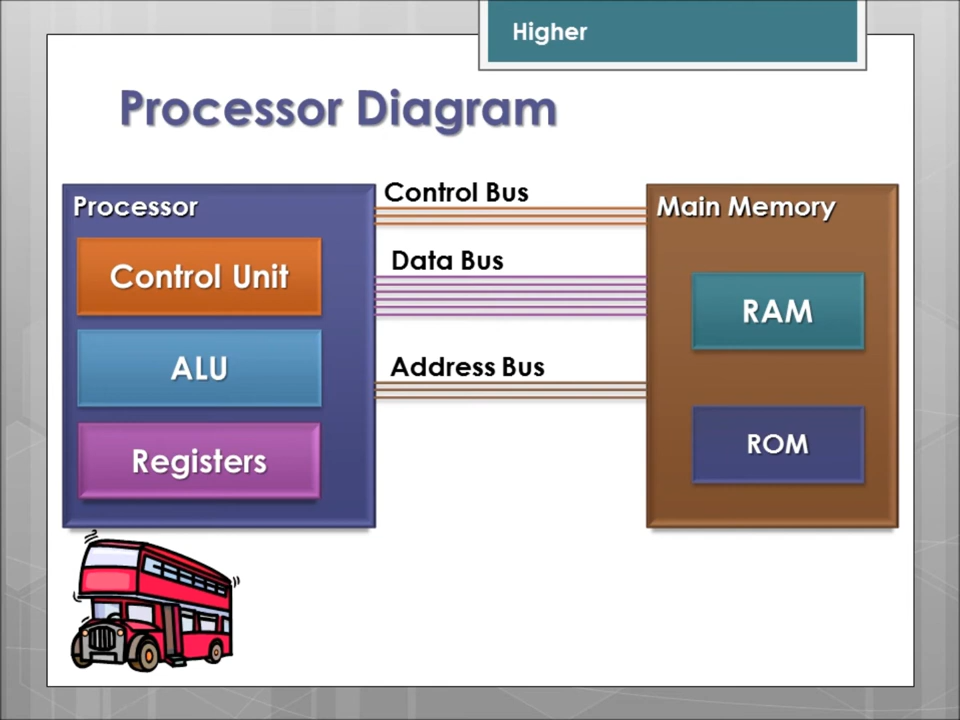 Higher
Processor Diagram
Processor
Control Unit
ALU
Registers
Control Bus
Data Bus
Address Bus
Main Memory
RAM
ROM